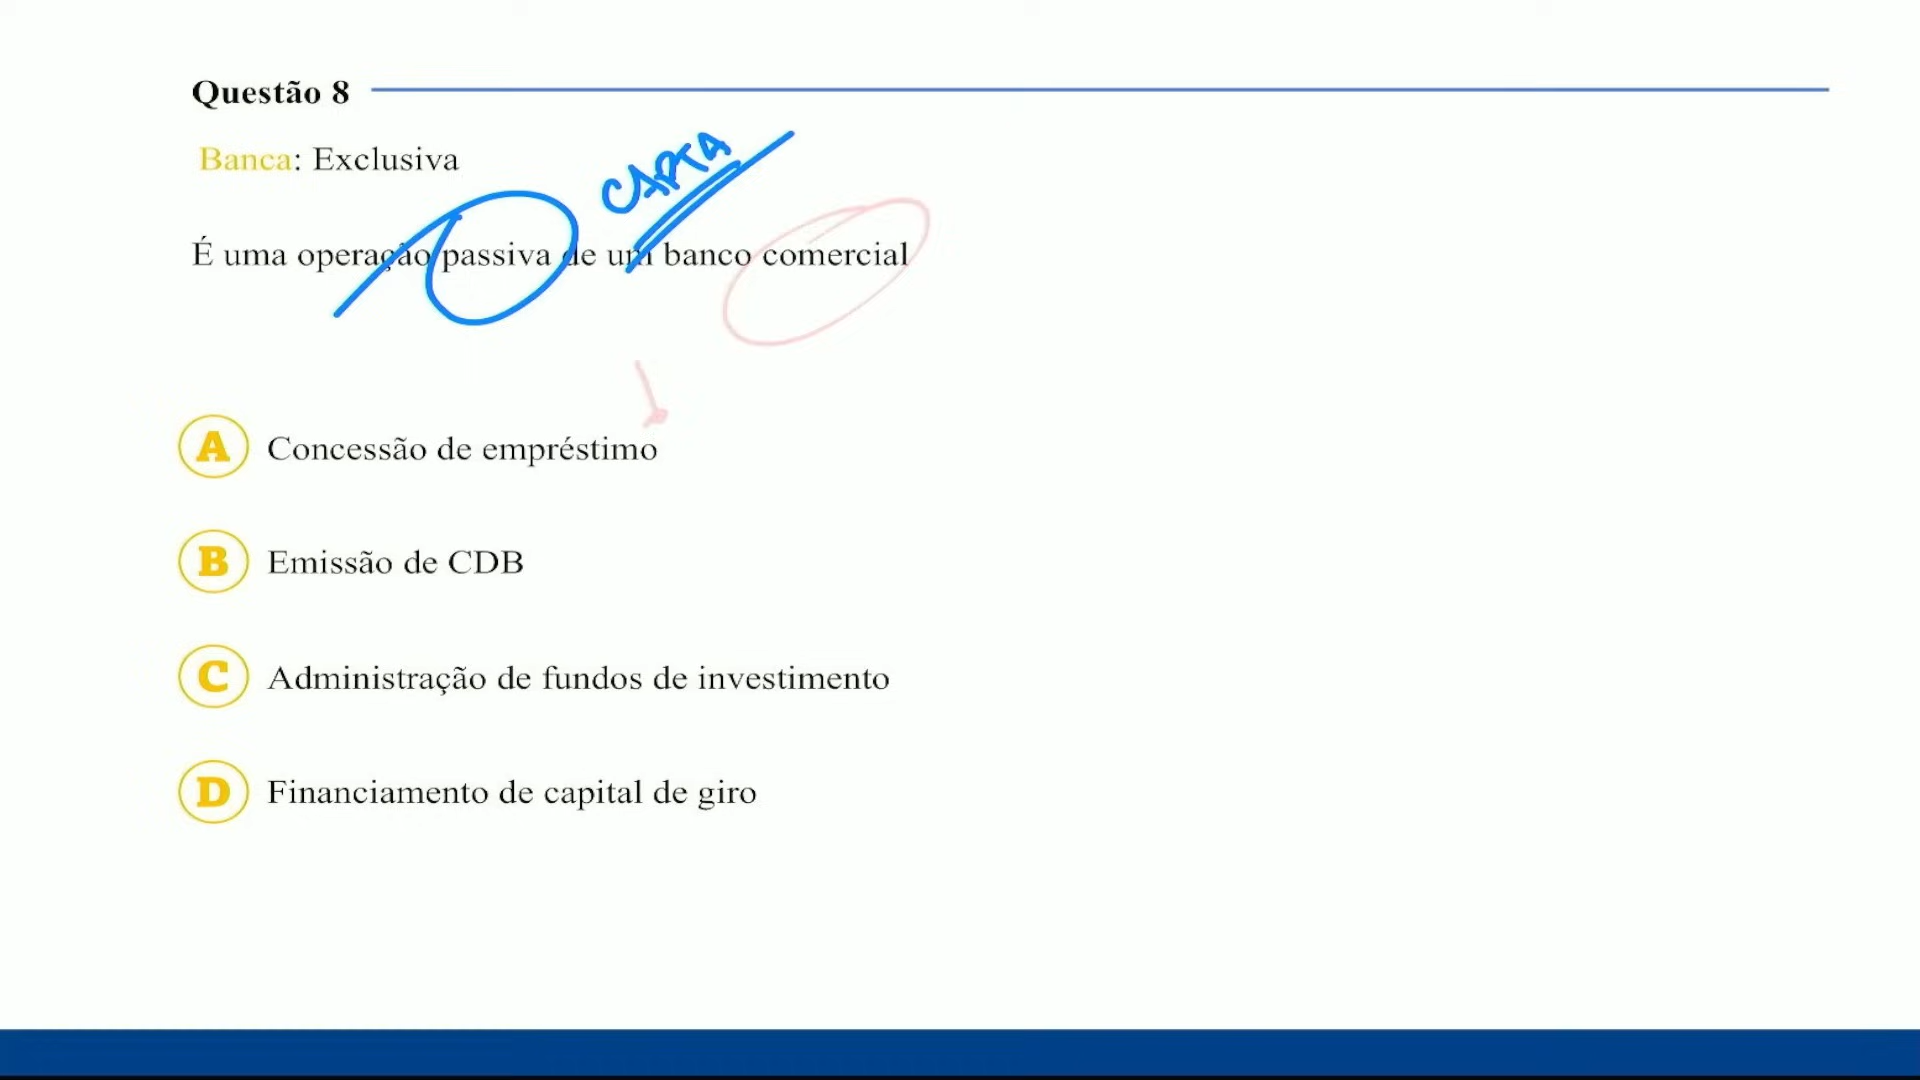 Questão 8
Banca: Exclusiva
CAPTA
É uma operação passiva de um banco comercial
A Concessão de empréstimo
B Emissão de CDB
C Administração de fundos de investimento
D Financiamento de capital de giro